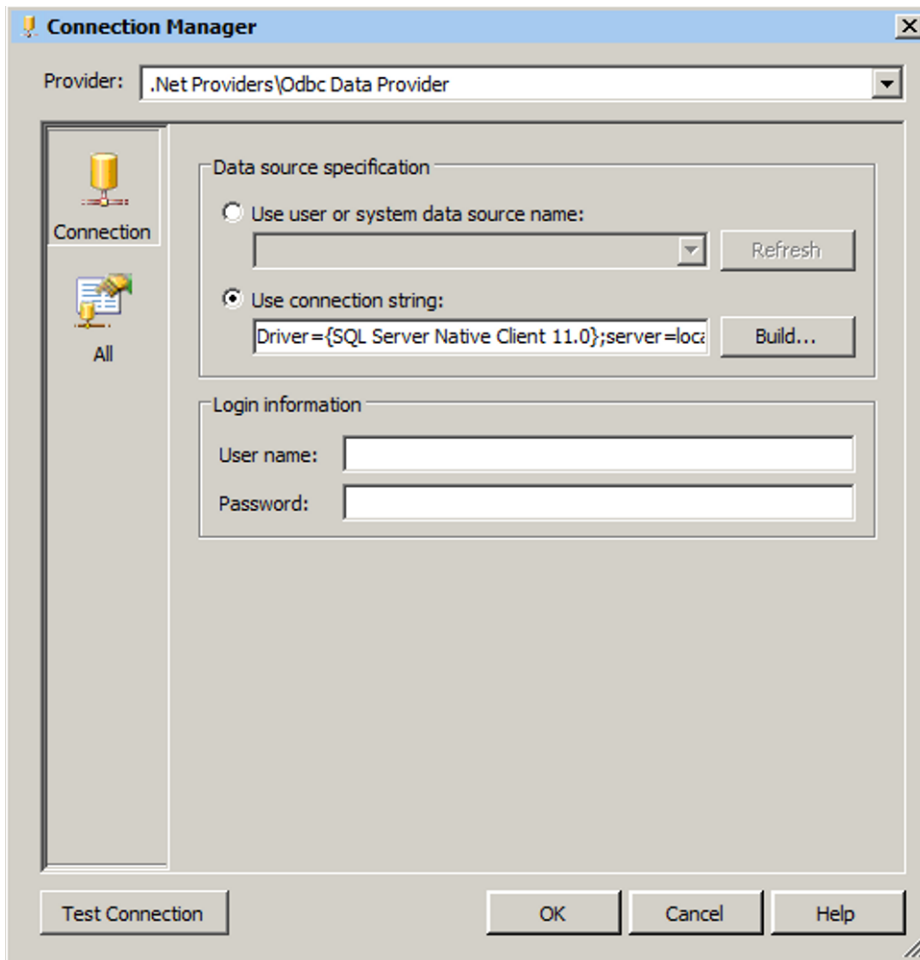 Connection Manager
Provider: .Net Providers\Odbc Data Provider
Connection
All
Data source specification
Use user or system data source name:
Refresh
Use connection string:
Driver={SQL Server Native Client 11.0};server=loca
Build...
Login information
User name:
Password:
Test Connection
OK
Cancel
Help